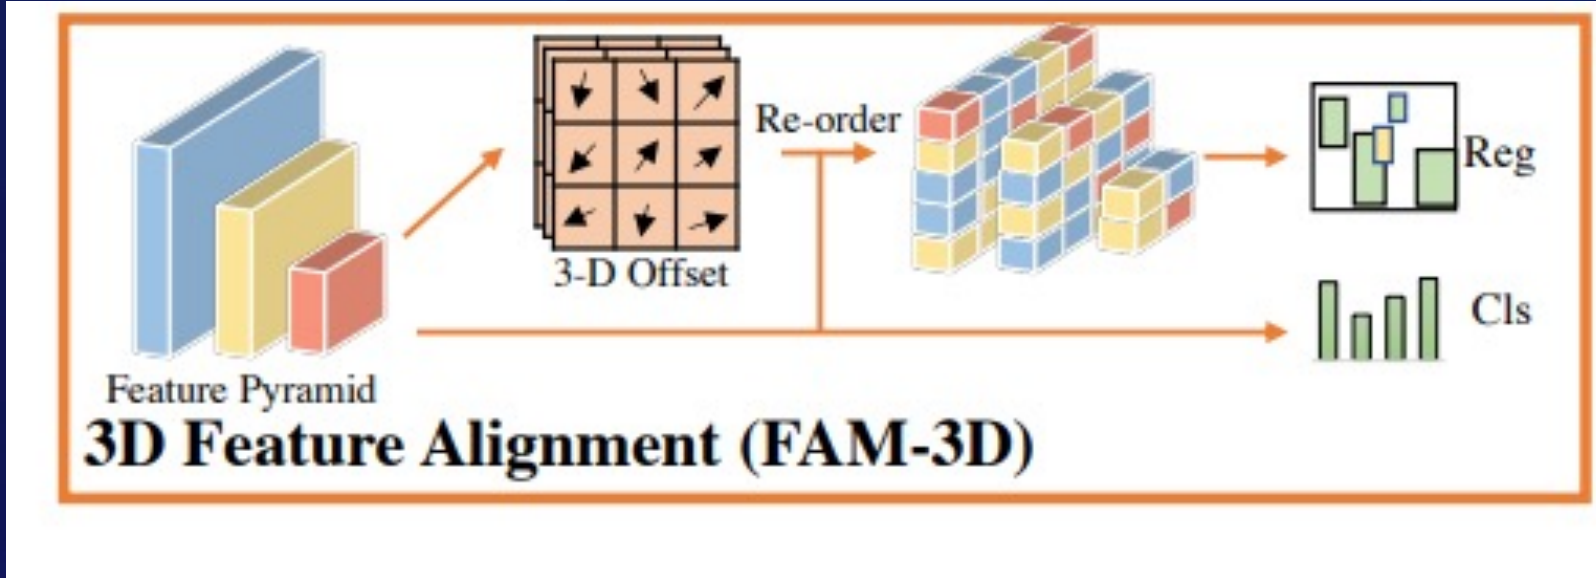 Re-order
Reg
3-D Offset
Cls
Feature Pyramid
3D Feature Alignment (FAM-3D)